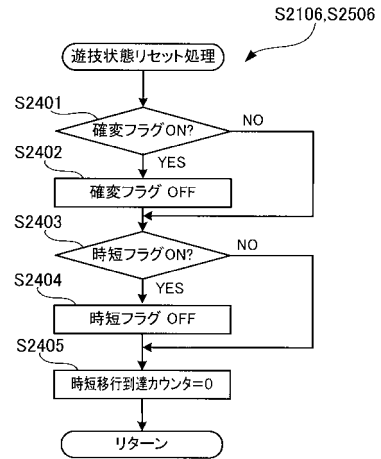 S2106,S2506
遊技状態リセット処理
S2401
確変フラグON?
NO
YES
S2402
確変フラグ OFF
S2403
時短フラグON?
NO
YES
S2404
時短フラグ OFF
S2405
時短移行到達カウンタ=0
リターン